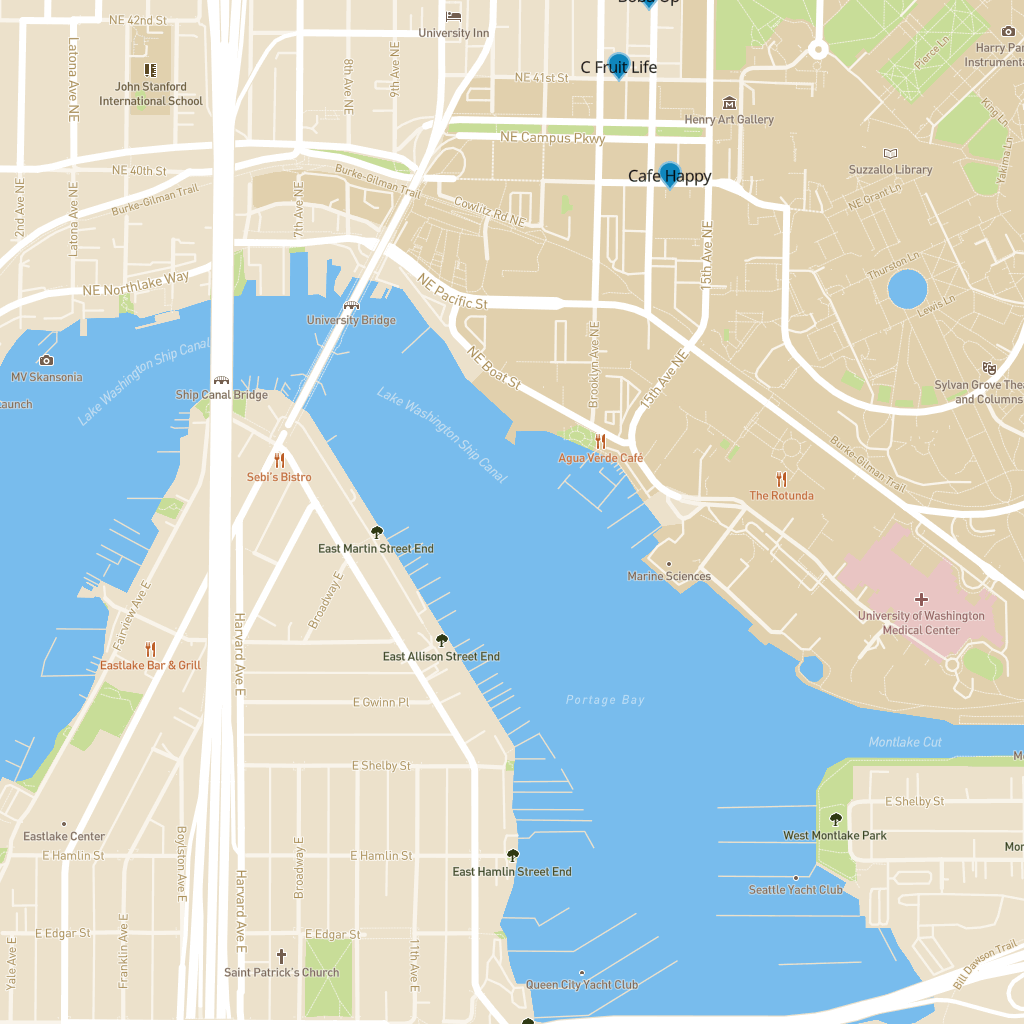 Boba Up
NE 42nd St
University Inn
Latona Ave NE
8th Ave NE
9th Ave NE
John Stanford
International School
C Fruit Life
NE 41st St
Pierce Ln
Henry Art Gallery
NE Campus Pkwy
King Ln
Yakima Ln
Suzzallo Library
NE 40th St
Burke-Gilman Trail
Cafe Happy
2nd Ave NE
Latona Ave NE
Burke-Gilman Trail
7th Ave NE
Cowlitz Rd NE
NE Grant Ln
15th Ave NE
Thurston Ln
Lewis Ln
NE Northlake Way
NE Pacific St
University Bridge
Lake Washington Ship Canal
MV Skansonia
NE Boat St
Brooklyn Ave NE
15th Ave NE
Ship Canal Bridge
Lake Washington Ship Canal
and Columns
Agua Verde Café
Burke-Gilman Trail
Sebi's Bistro
The Rotunda
East Martin Street End
Marine Sciences
Fairview Ave E
Broadway E
University of Washington
Medical Center
Harvard Ave E
Eastlake Bar & Grill
East Allison Street End
E Gwinn Pl
Portage Bay
Montlake Cut
E Shelby St
E Shelby St
Eastlake Center
West Montlake Park
Boylston Ave E
E Hamlin St
Broadway E
E Hamlin St
East Hamlin Street End
Seattle Yacht Club
Harvard Ave E
E Edgar St
E Edgar St
Yale Ave E
Franklin Ave E
11th Ave E
Saint Patrick's Church
Queen City Yacht Club
Bill Dawson Trail